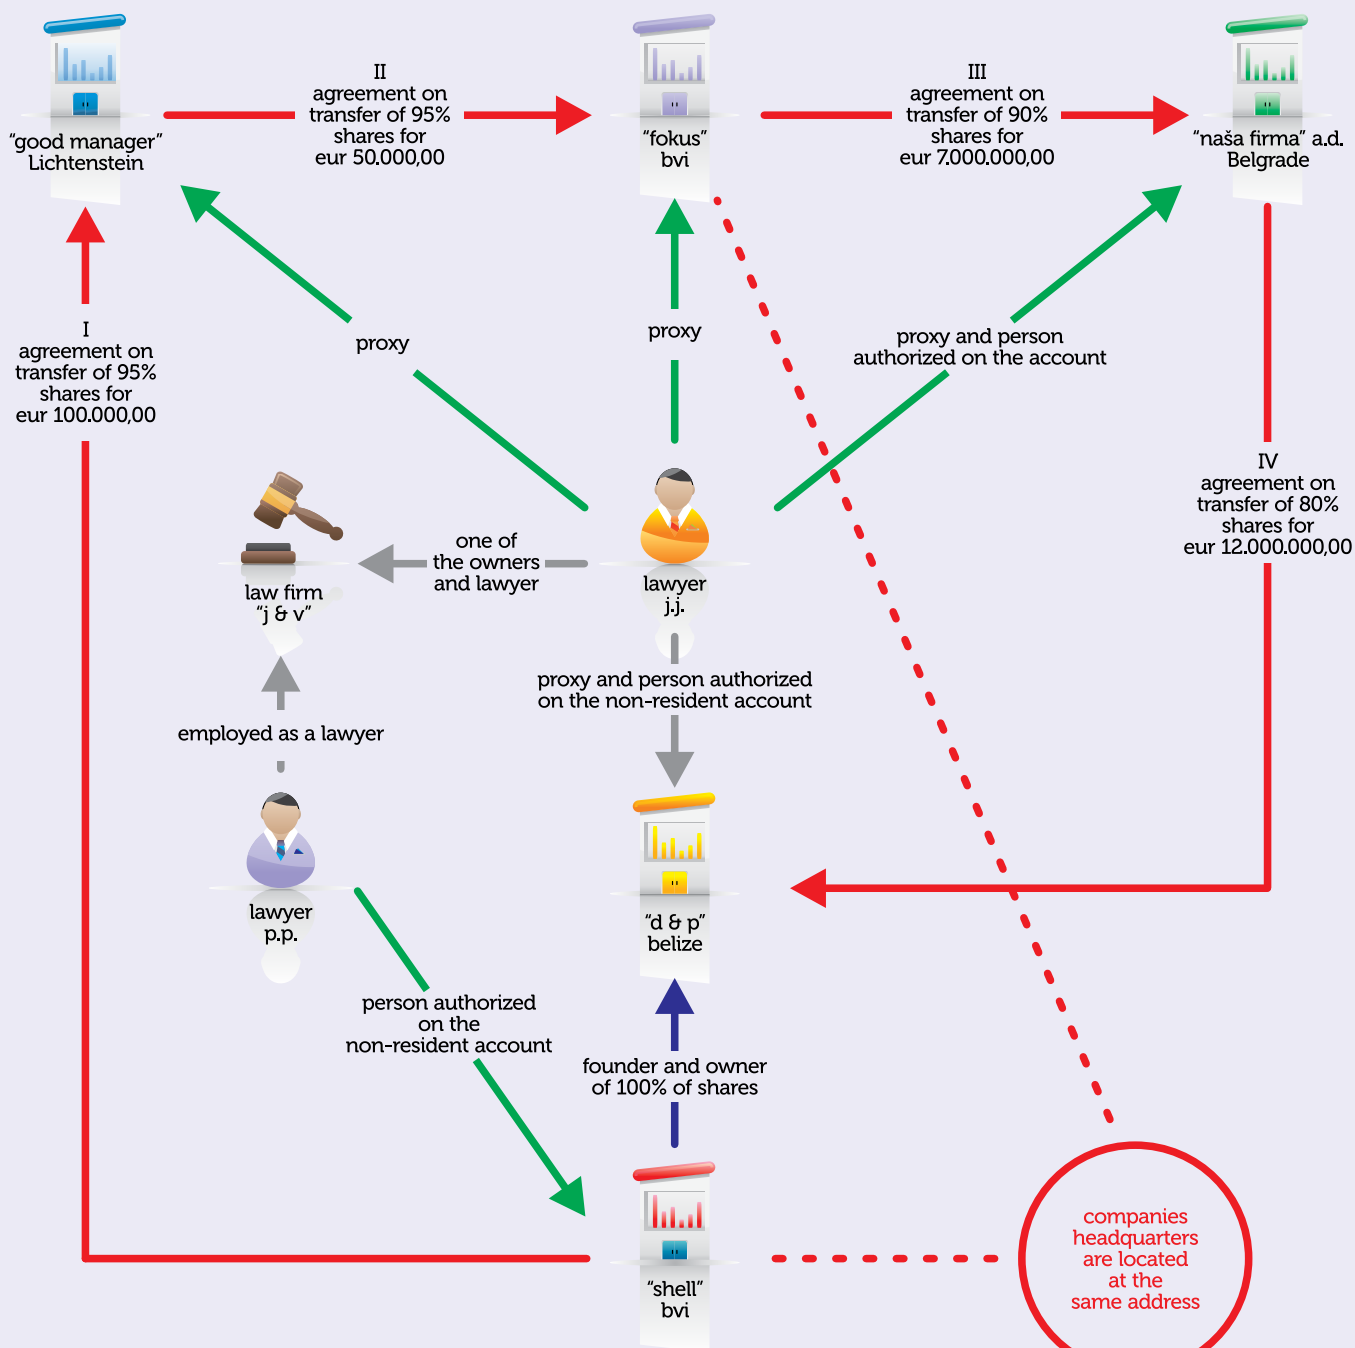 II
agreement on
transfer of 95%
shares for
eur 50.000,00
III
agreement on
transfer of 90%
shares for
eur 7.000.000,00
"good manager"
Lichtenstein
"fokus"
bvi
"naša firma" a.d.
Belgrade
I
agreement on
transfer of 95%
shares for
eur 100.000,00
proxy
proxy
proxy and person
authorized on the account
IV
agreement on
transfer of 80%
shares for
eur 12.000.000,00
one of
the owners
and lawyer
law firm
"j & v"
lawyer
j.j.
proxy and person authorized
on the non-resident account
employed as a lawyer
lawyer
p.p.
"d & p"
belize
person authorized
on the
non-resident account
founder and owner
of 100% of shares
"shell"
bvi
companies
headquarters
are located
at the
same address